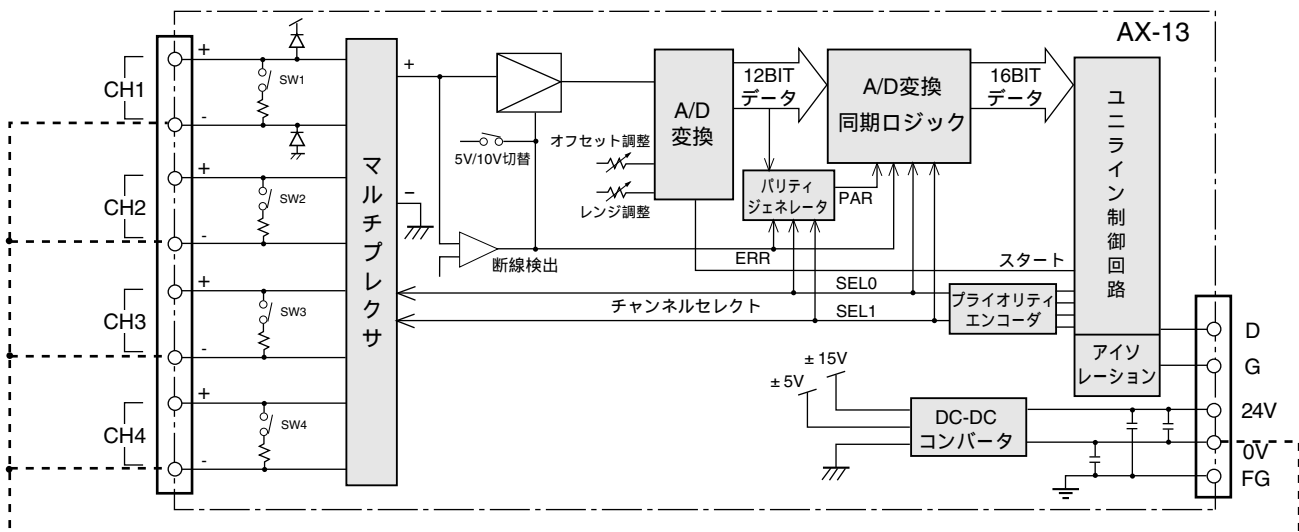 AX-13
CH1
+
-
SW1
CH2
+
-
SW2
CH3
+
-
SW3
CH4
+
-
SW4
マルチプレクサ
+
−
5V/10V切替
断線検出
オフセット調整
レンジ調整
A/D
変換
12BIT
データ
A/D変換
同期ロジック
16BIT
データ
パリティ
ジェネレータ
PAR
ERR
スタート
SEL0
チャンネルセレクト
SEL1
プライオリティ
エンコーダ
ユニライン制御回路
アイソ
レーション
±15V
±5V
DC-DC
コンバータ
D
G
24V
0V
FG